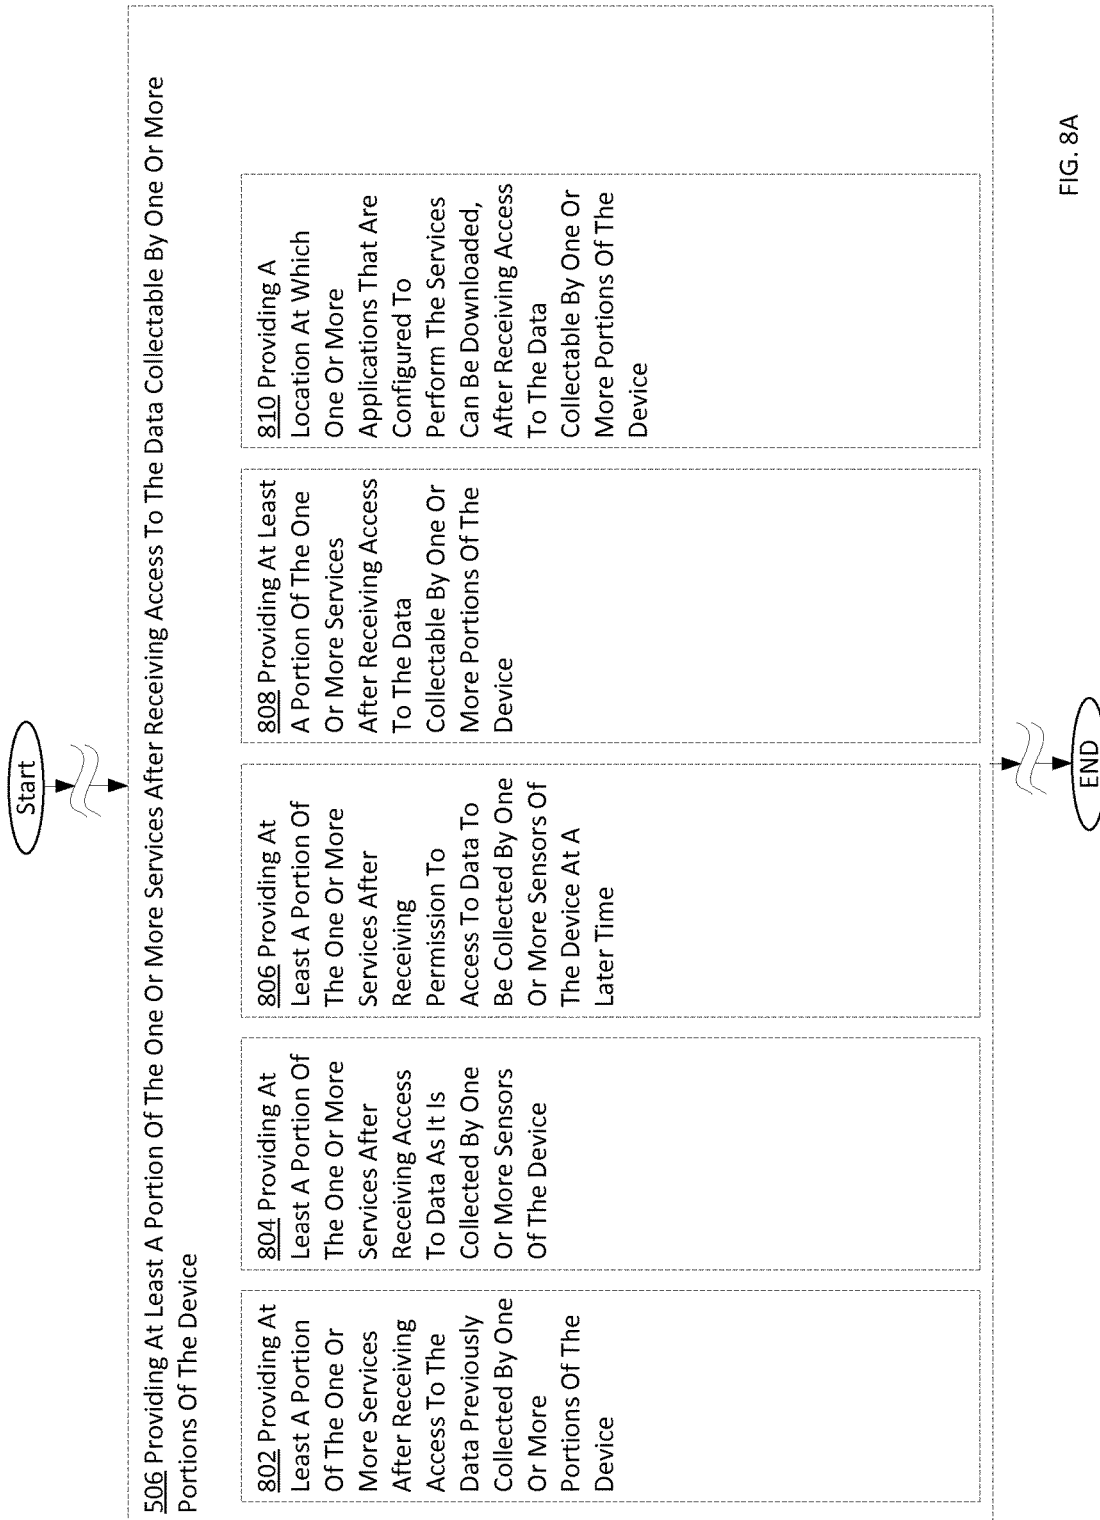 Start
506 Providing At Least A Portion Of The One Or More Services After Receiving Access To The Data Collectable By One Or More
Portions Of The Device
802 Providing At
Least A Portion
Of The One Or
More Services
After Receiving
Access To The
Data Previously
Collected By One
Or More
Portions Of The
Device
804 Providing At
Least A Portion Of
The One Or More
Services After
Receiving Access
To Data As It Is
Collected By One
Or More Sensors
Of The Device
806 Providing At
Least A Portion Of
The One Or More
Services After
Receiving
Permission To
Access To Data To
Be Collected By One
Or More Sensors Of
The Device At A
Later Time
808 Providing At Least
A Portion Of The One
Or More Services
After Receiving Access
To The Data
Collectable By One Or
More Portions Of The
Device
810 Providing A
Location At Which
One Or More
Applications That Are
Configured To
Perform The Services
Can Be Downloaded,
After Receiving Access
To The Data
Collectable By One Or
More Portions Of The
Device
END
FIG. 8A